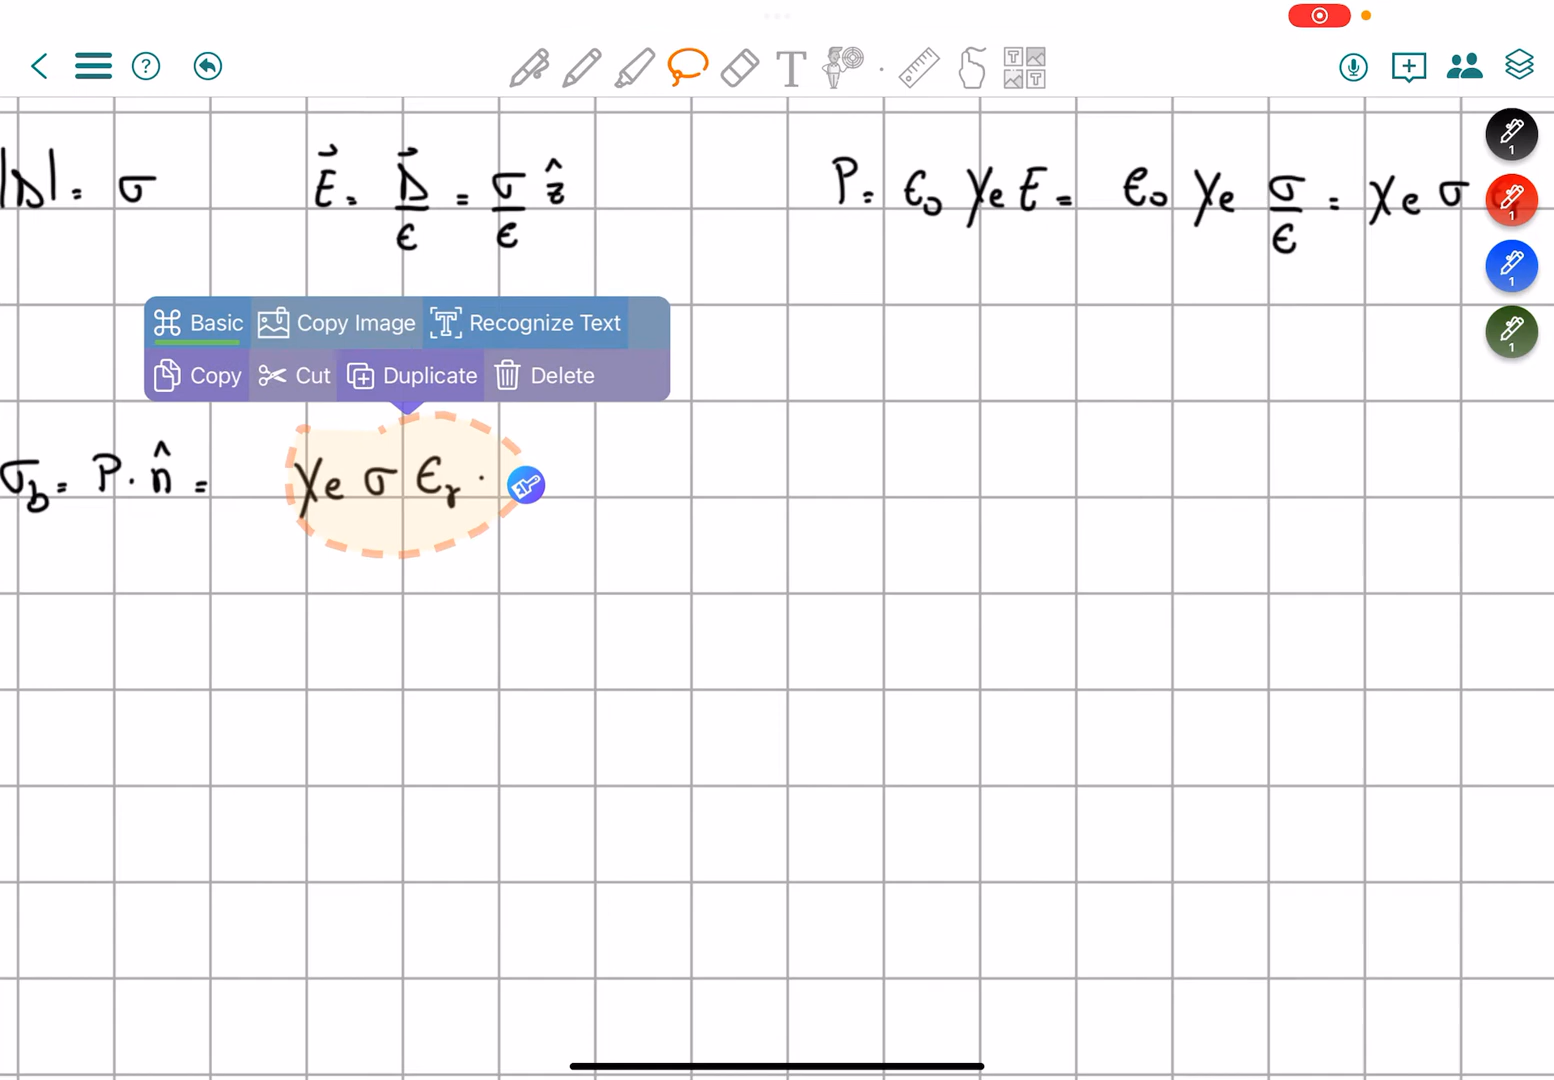 |D| = σ E⃗ = D⃗/ϵ = σ/ϵ ẑ P = ϵ₀ χe E = ϵ₀ χe σ/ϵ = χe σ
Basic Copy Image Recognize Text
Copy Cut Duplicate Delete
σb = P · n̂ = χe σ ϵr ·